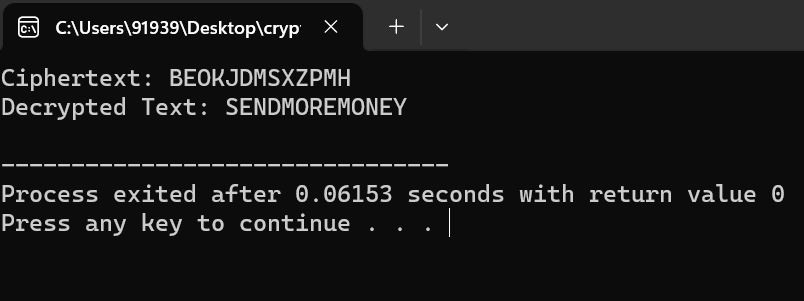 C:\Users\91939\Desktop\cryp
Ciphertext: BEOKJDMSXZPMH
Decrypted Text: SENDMOREMONEY
--------------------------------
Process exited after 0.06153 seconds with return value 0
Press any key to continue . . .